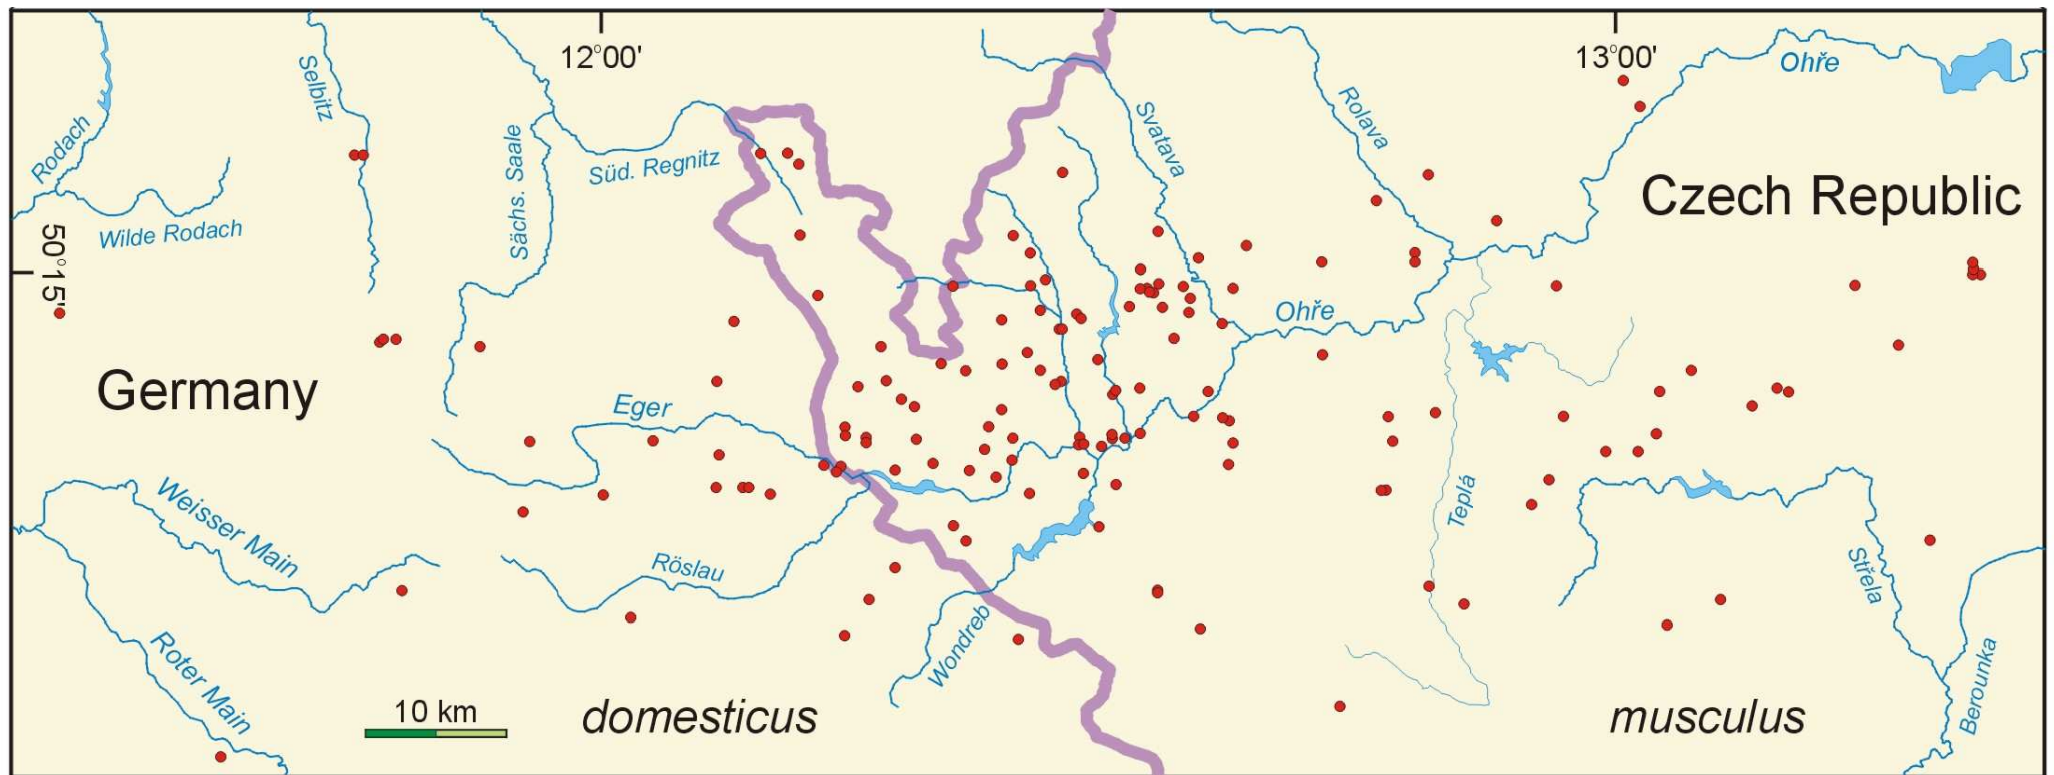 12°00'
13°00'
Ohře
Selbitz
Rodach
Sächs. Saale
Süd. Regnitz
Svatava
Rolava
Czech Republic
Wilde Rodach
50°15'
Ohře
Germany
Eger
Teplá
Weisser Main
Röslau
Střela
Wondreb
Roter Main
Berounka
10 km
domesticus
musculus